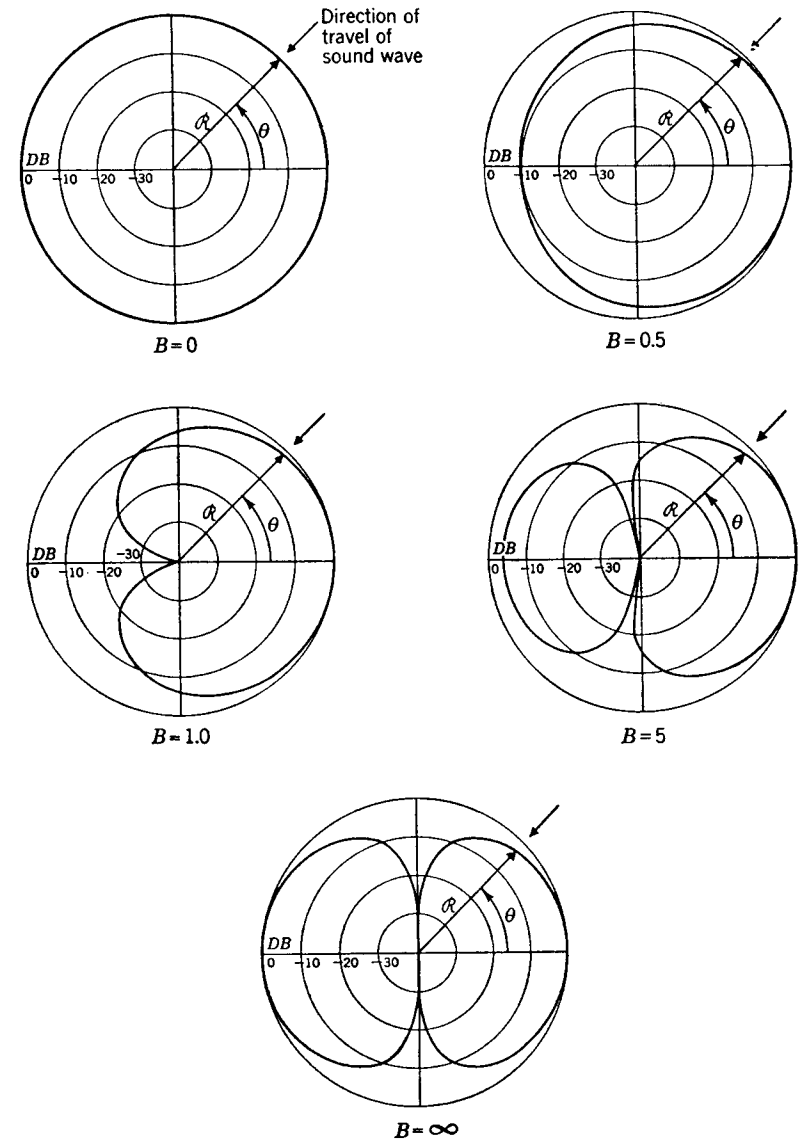 Direction of
travel of
sound wave
ℛ
θ
DB
0 -10 -20 -30
B=0
ℛ
θ
DB
0 -10 -20 -30
B=0.5
ℛ
θ
DB
-30
0 -10 -20
B=1.0
ℛ
θ
DB
0 -10 -20 -30
B=5
ℛ
θ
DB
0 -10 -20 -30
B=∞